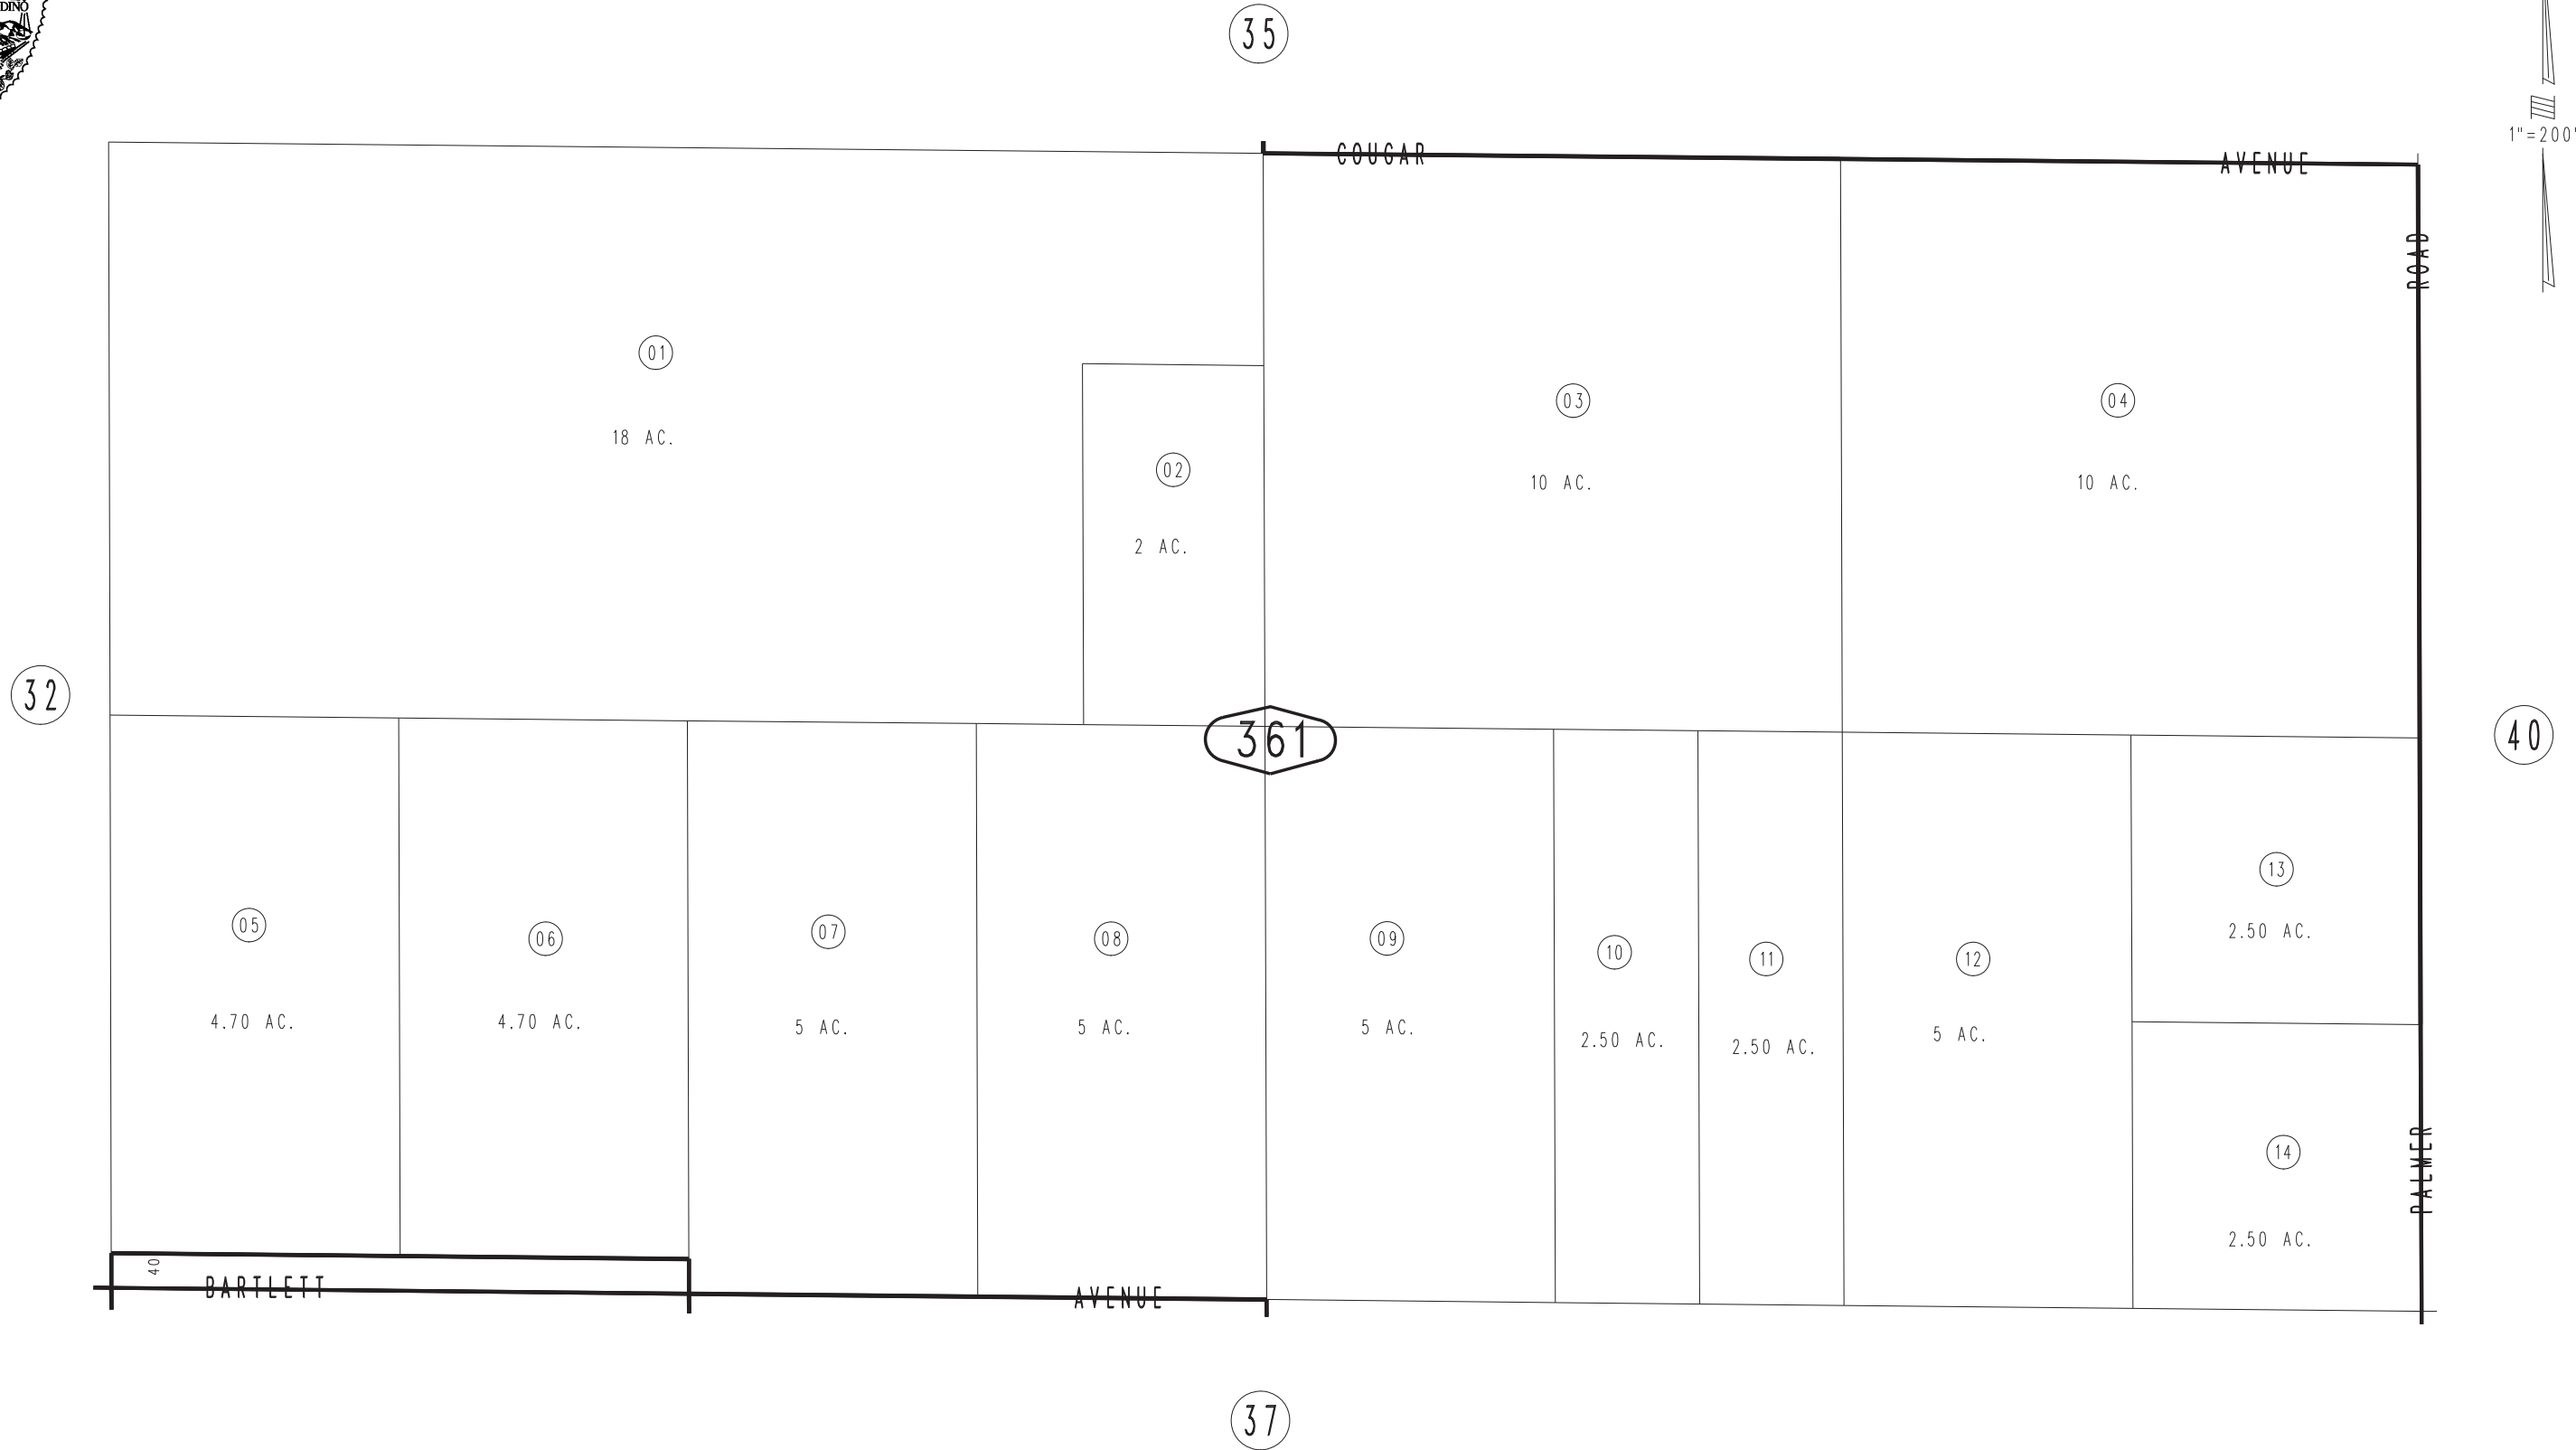 DINO
35
1"=200'
COUGAR AVENUE
ROAD
01
18 AC.
02
2 AC.
03
10 AC.
04
10 AC.
32
361
40
05
4.70 AC.
06
4.70 AC.
07
5 AC.
08
5 AC.
09
5 AC.
10
2.50 AC.
11
2.50 AC.
12
5 AC.
13
2.50 AC.
14
2.50 AC.
PALMER
40
BARTLETT AVENUE
37